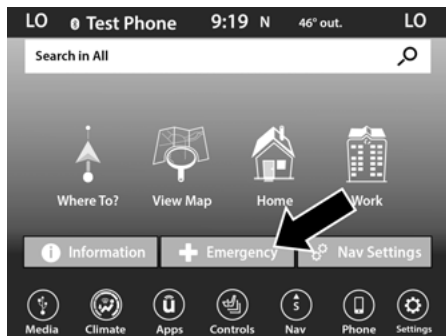 LO Test Phone 9:19 N 46° out. LO
Search in All
Where To? View Map Home Work
Information Emergency Nav Settings
ū S
Media Climate Apps Controls Nav Phone Settings